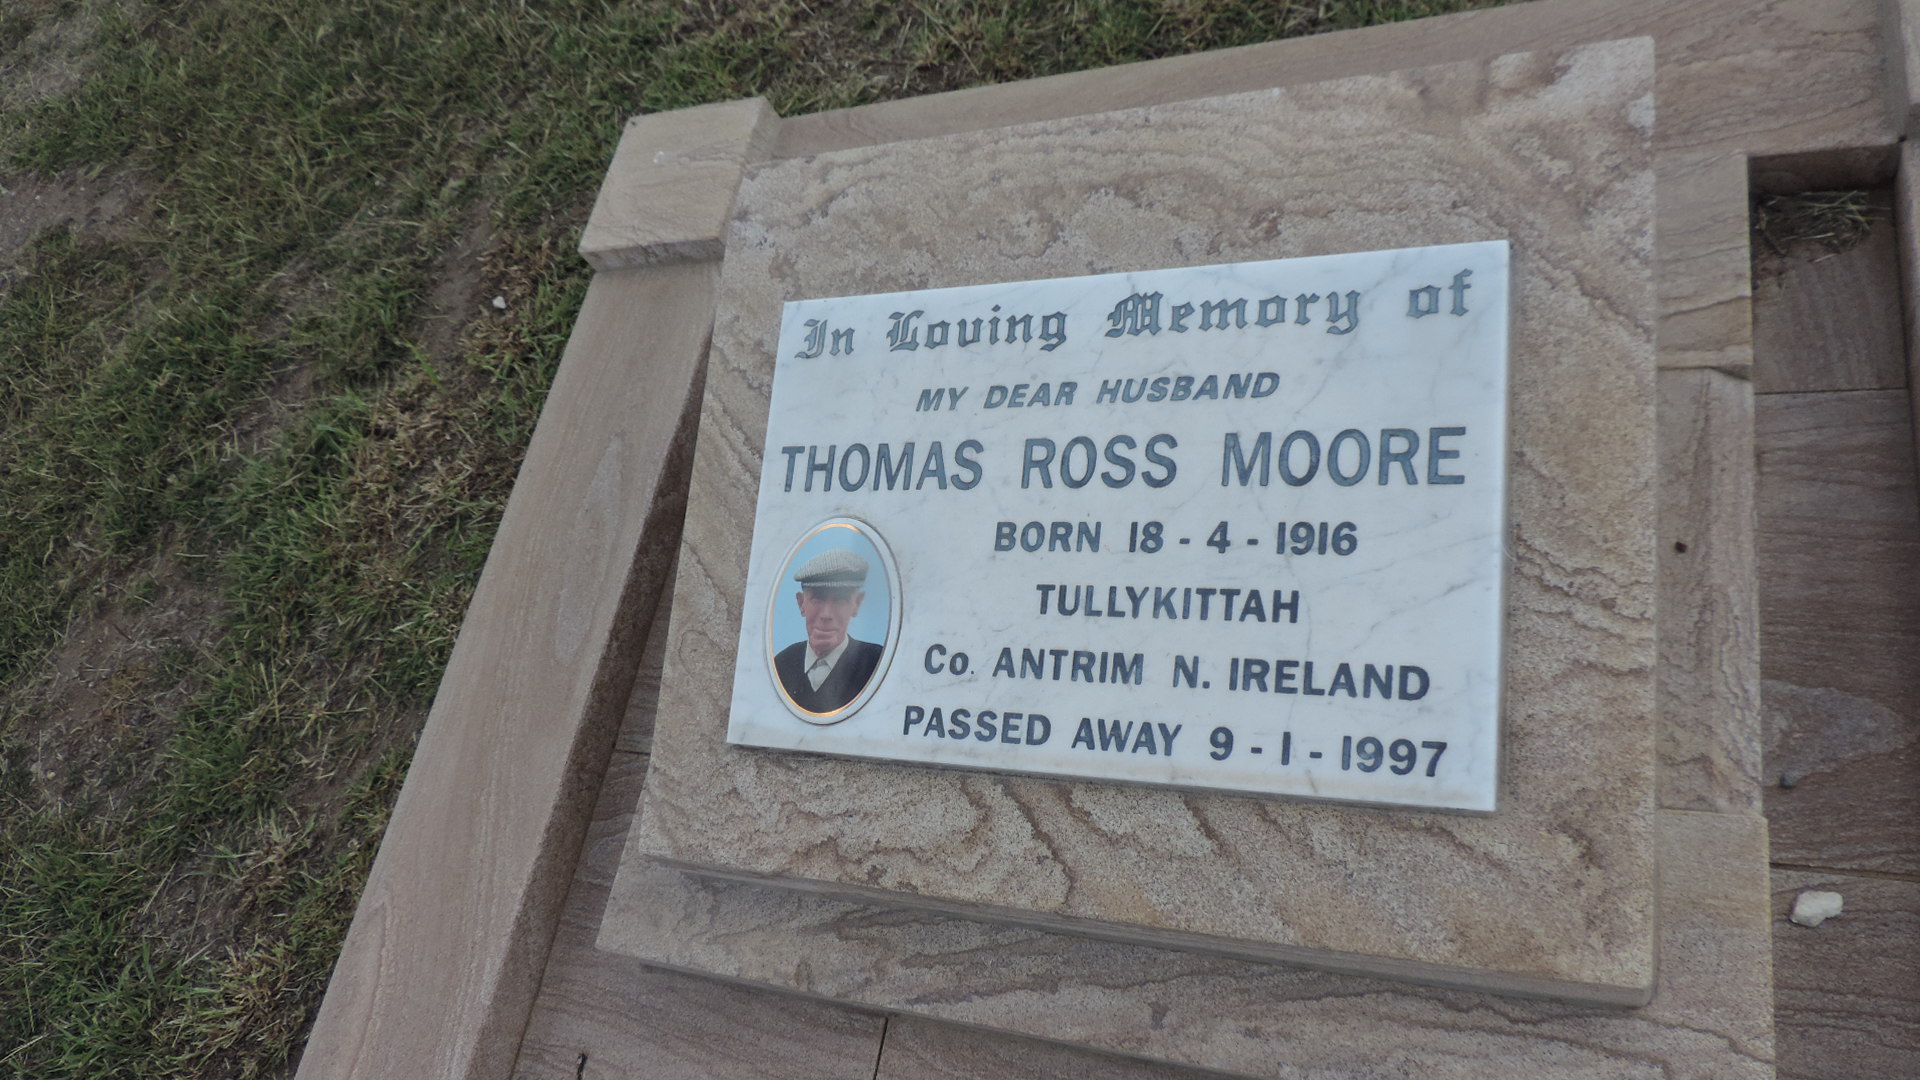 In Loving Memory of
MY DEAR HUSBAND
THOMAS ROSS MOORE
BORN 18 - 4 - 1916
TULLYKITTAH
Co. ANTRIM N. IRELAND
PASSED AWAY 9 - 1 - 1997